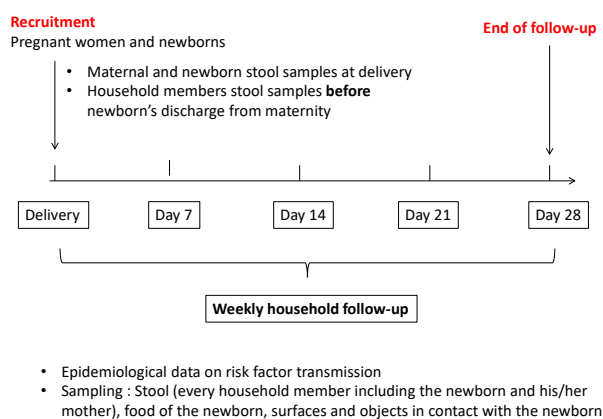 Recruitment
Pregnant women and newborns
End of follow-up
• Maternal and newborn stool samples at delivery
• Household members stool samples before
newborn's discharge from maternity
Delivery
Day 7
Day 14
Day 21
Day 28
Weekly household follow-up
• Epidemiological data on risk factor transmission
• Sampling : Stool (every household member including the newborn and his/her
mother), food of the newborn, surfaces and objects in contact with the newborn